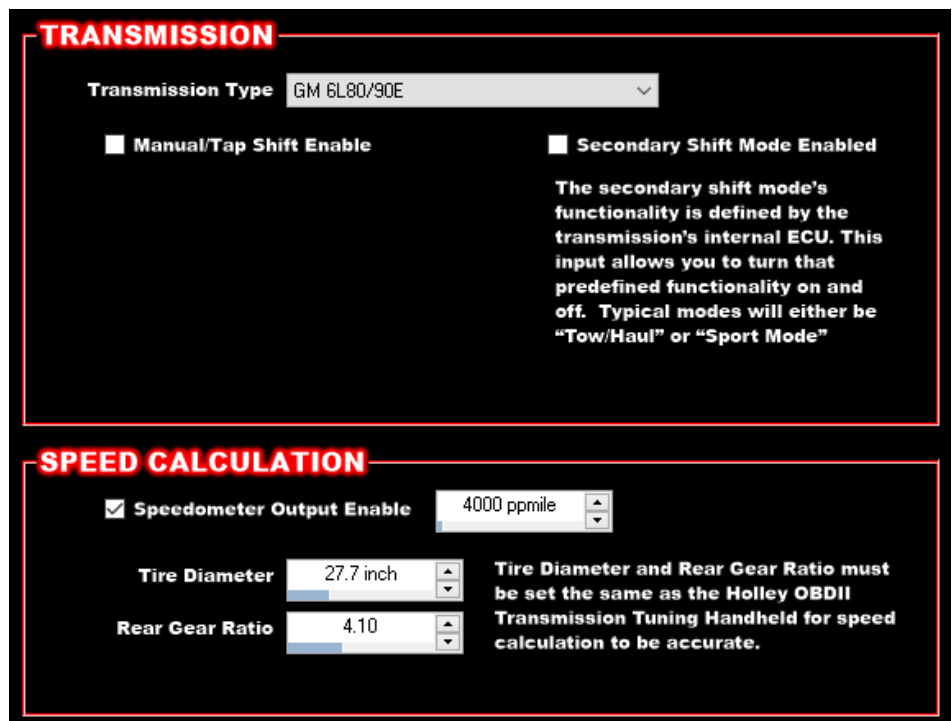 TRANSMISSION
Transmission Type GM 6L80/90E
Manual/Tap Shift Enable
Secondary Shift Mode Enabled
The secondary shift mode's
functionality is defined by the
transmission's internal ECU. This
input allows you to turn that
predefined functionality on and
off. Typical modes will either be
“Tow/Haul” or “Sport Mode”
SPEED CALCULATION
Speedometer Output Enable 4000 ppmile
Tire Diameter 27.7 inch
Rear Gear Ratio 4.10
Tire Diameter and Rear Gear Ratio must
be set the same as the Holley OBDII
Transmission Tuning Handheld for speed
calculation to be accurate.